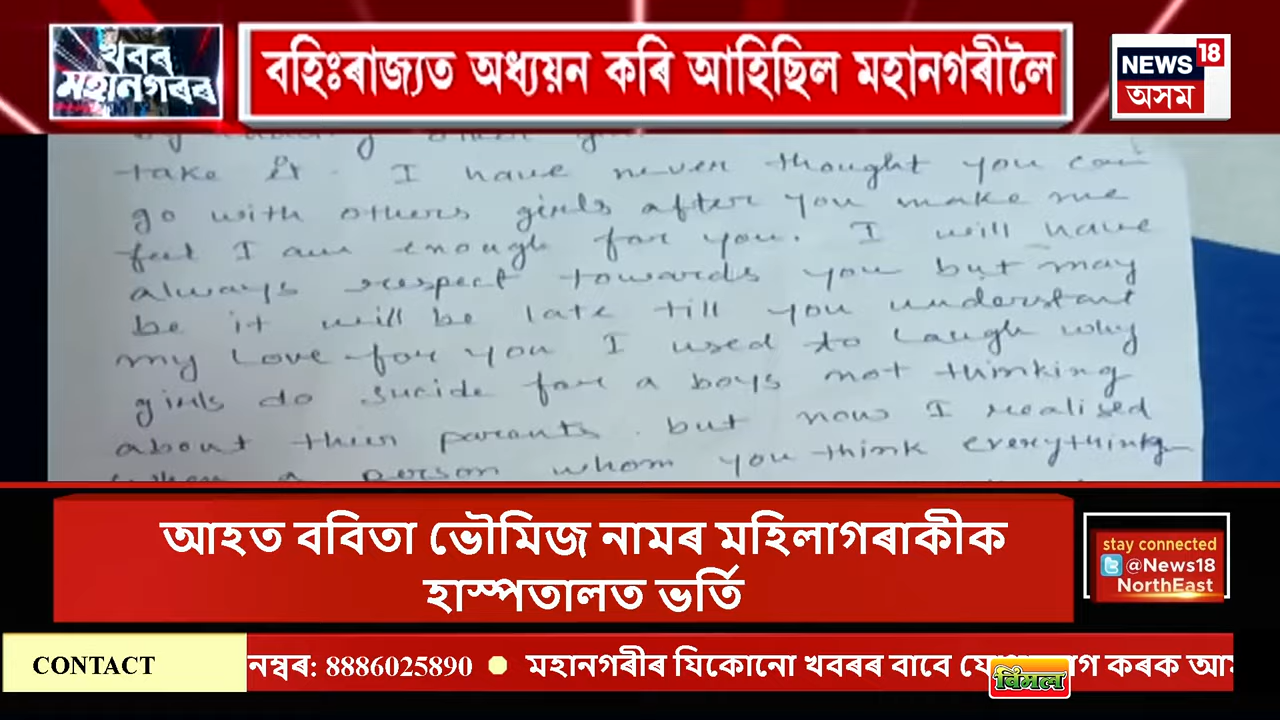 খবৰ
মহানগৰৰ
বহিঃৰাজ্যত অধ্যয়ন কৰি আহিছিল মহানগৰীলৈ
NEWS 18
অসম
take it . I have never thought you can
go with others girls after you make me
feel I am enough for you. I will have
always respect towards you but may
be it will be late till you understant
my love for you I used to laugh why
girls do sucide for a boys not thinking
about their parents . but now I realised
when a person whom you think everything
আহত ববিতা ভৌমিজ নামৰ মহিলাগৰাকীক
হাস্পতালত ভৰ্তি
stay connected
@News18
NorthEast
CONTACT
নম্বৰ: 8886025890 মহানগৰীৰ যিকোনো খবৰৰ বাবে কৰক
বিমল